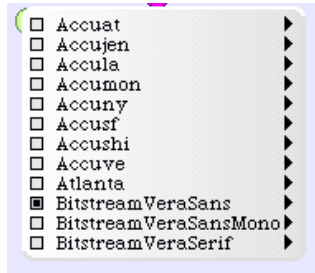 Accuat
Accujen
Accula
Accumon
Accuny
Accusf
Accushi
Accuve
Atlanta
BitstreamVeraSans
BitstreamVeraSansMono
BitstreamVeraSerif